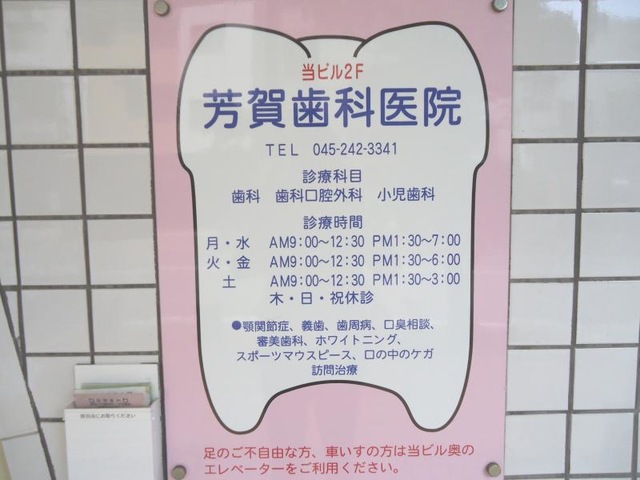 当ビル2F
芳賀歯科医院
TEL 045-242-3341
診療科目
歯科 歯科口腔外科 小児歯科
診療時間
月・水 AM9:00～12:30 PM1:30～7:00
火・金 AM9:00～12:30 PM1:30～6:00
土 AM9:00～12:30 PM1:30～3:00
木・日・祝休診
●顎関節症、義歯、歯周病、口臭相談、
審美歯科、ホワイトニング、
スポーツマウスピース、口の中のケガ
訪問治療
足のご不自由な方、車いすの方は当ビル奥の
エレベーターをご利用ください。